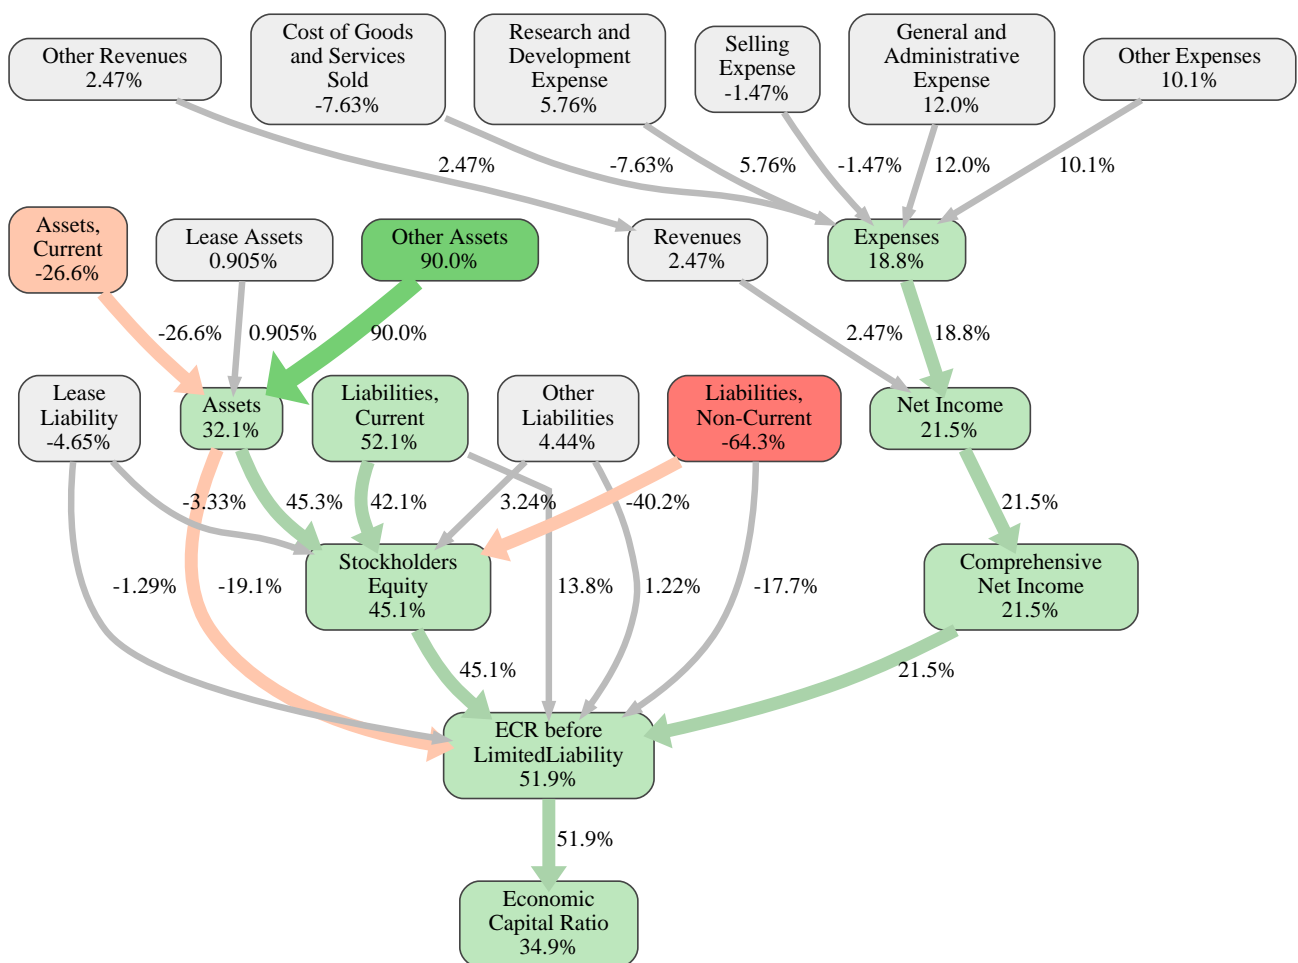 Other Revenues
2.47%
Cost of Goods
and Services
Sold
-7.63%
Research and
Development
Expense
5.76%
Selling
Expense
-1.47%
General and
Administrative
Expense
12.0%
Other Expenses
10.1%
2.47%
-7.63%
5.76%
-1.47%
12.0%
10.1%
Assets,
Current
-26.6%
Lease Assets
0.905%
Other Assets
90.0%
Revenues
2.47%
Expenses
18.8%
-26.6%
0.905%
90.0%
2.47%
18.8%
Lease
Liability
-4.65%
Assets
32.1%
Liabilities,
Current
52.1%
Other
Liabilities
4.44%
Liabilities,
Non-Current
-64.3%
Net Income
21.5%
-3.33%
45.3%
42.1%
3.24%
-40.2%
21.5%
Stockholders
Equity
45.1%
Comprehensive
Net Income
21.5%
-1.29%
-19.1%
13.8%
1.22%
-17.7%
45.1%
21.5%
ECR before
LimitedLiability
51.9%
51.9%
Economic
Capital Ratio
34.9%